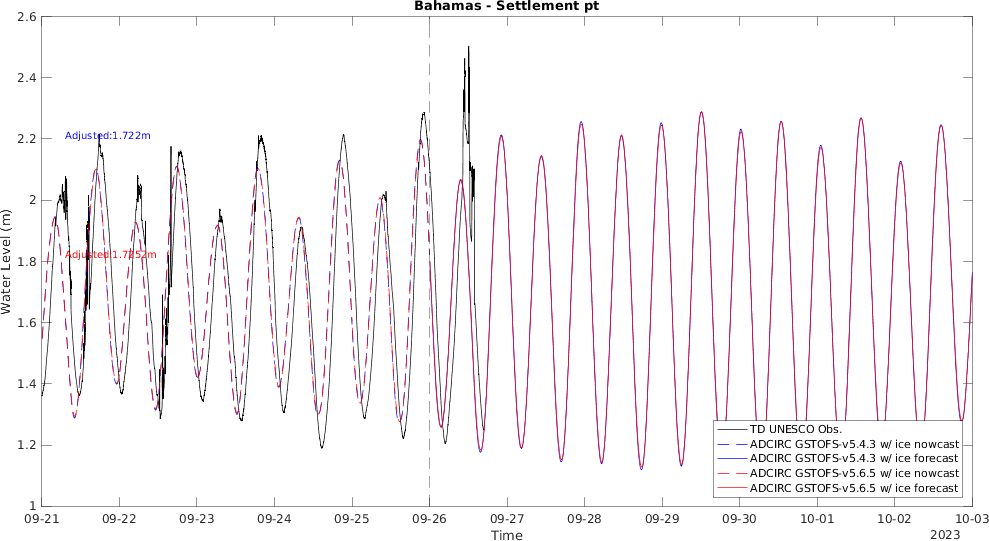 Bahamas - Settlement pt
2.6
2.4
2.2
2
1.8
1.6
1.4
1.2
1
Water Level (m)
Adjusted:1.722m
Adjusted:1.7252m
TD UNESCO Obs.
ADCIRC GSTOFS-v5.4.3 w/ ice nowcast
ADCIRC GSTOFS-v5.4.3 w/ ice forecast
ADCIRC GSTOFS-v5.6.5 w/ ice nowcast
ADCIRC GSTOFS-v5.6.5 w/ ice forecast
09-21 09-22 09-23 09-24 09-25 09-26 09-27 09-28 09-29 09-30 10-01 10-02 10-03
Time
2023